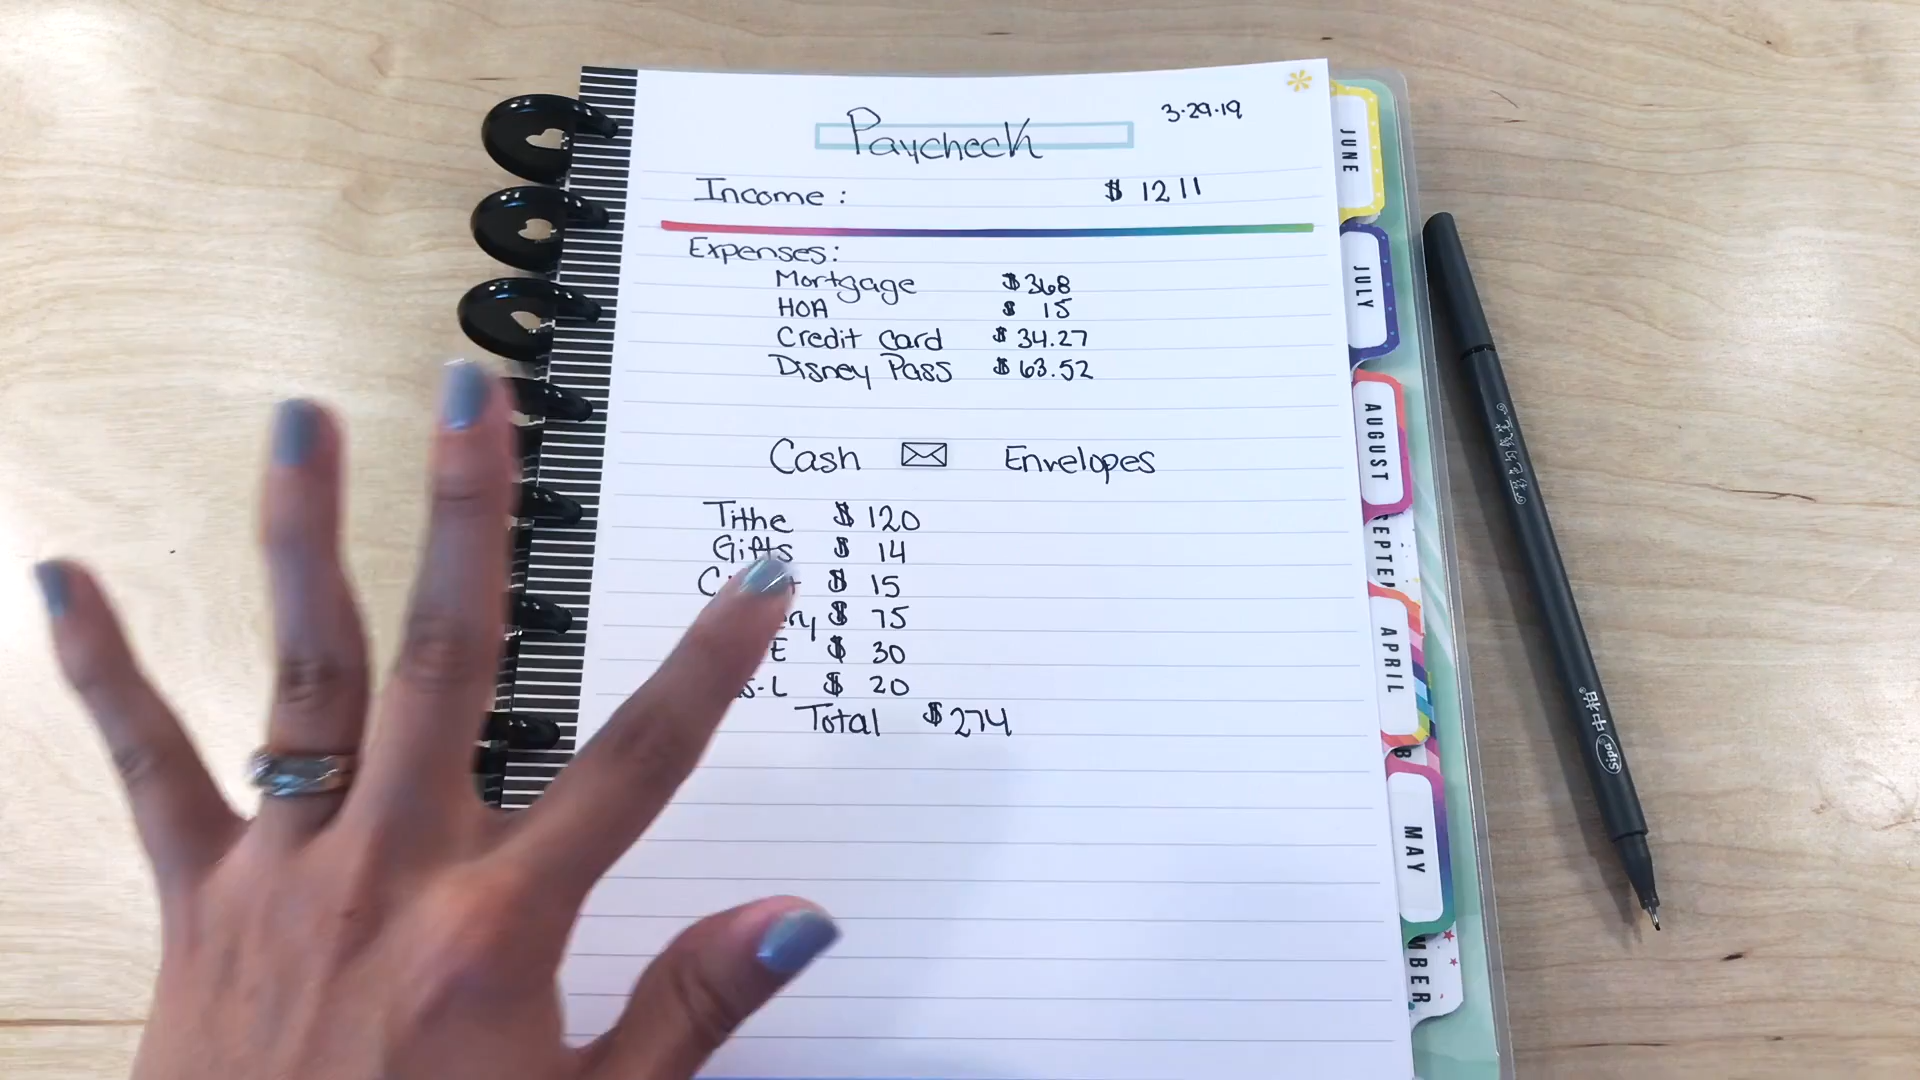 3.29.19
Paycheck
Income: $ 1211
Expenses:
Mortgage $368
HOA $ 15
Credit Card $ 34.27
Disney Pass $ 63.52
Cash Envelopes
Tithe $ 120
Gifts $ 14
$ 15
$ 75
$ 30
$ 20
Total $274
JUNE
JULY
AUGUST
APRIL
MAY
Sipa